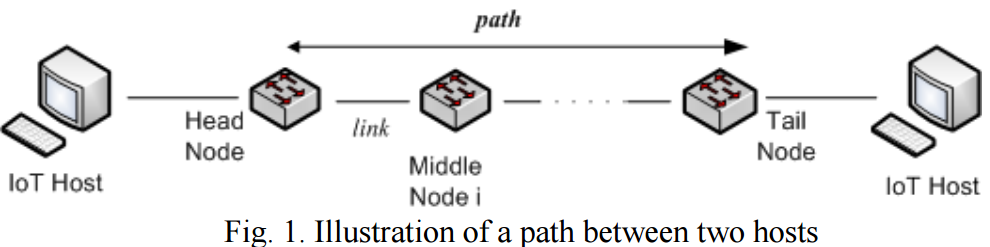 path
Head
Node
link
Middle
Node i
Tail
Node
IoT Host
IoT Host
Fig. 1. Illustration of a path between two hosts